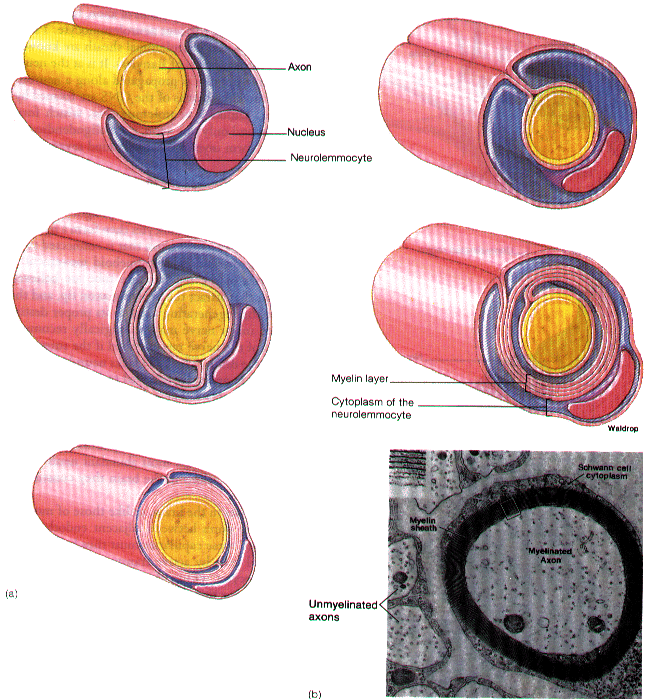 Axon
Nucleus
Neurolemmocyte
Myelin layer
Cytoplasm of the
neurolemmocyte
Waldrop
(a)
Schwann cell
cytoplasm
Myelin
sheath
Myelinated
Axon
Unmyelinated
axons
(b)